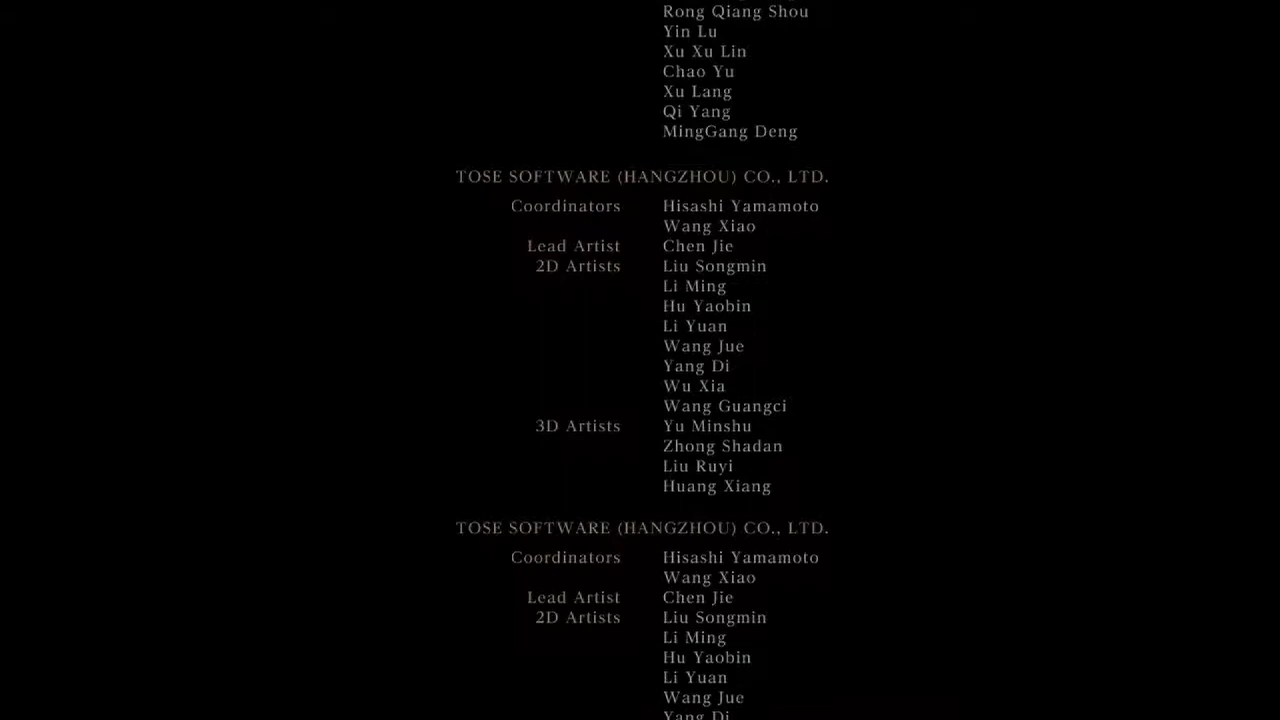 Rong Qiang Shou
Yin Lu
Xu Xu Lin
Chao Yu
Xu Lang
Qi Yang
MingGang Deng
TOSE SOFTWARE (HANGZHOU) CO., LTD.
Coordinators Hisashi Yamamoto
Wang Xiao
Lead Artist Chen Jie
2D Artists Liu Songmin
Li Ming
Hu Yaobin
Li Yuan
Wang Jue
Yang Di
Wu Xia
Wang Guangci
3D Artists Yu Minshu
Zhong Shadan
Liu Ruyi
Huang Xiang
TOSE SOFTWARE (HANGZHOU) CO., LTD.
Coordinators Hisashi Yamamoto
Wang Xiao
Lead Artist Chen Jie
2D Artists Liu Songmin
Li Ming
Hu Yaobin
Li Yuan
Wang Jue
Yang Di